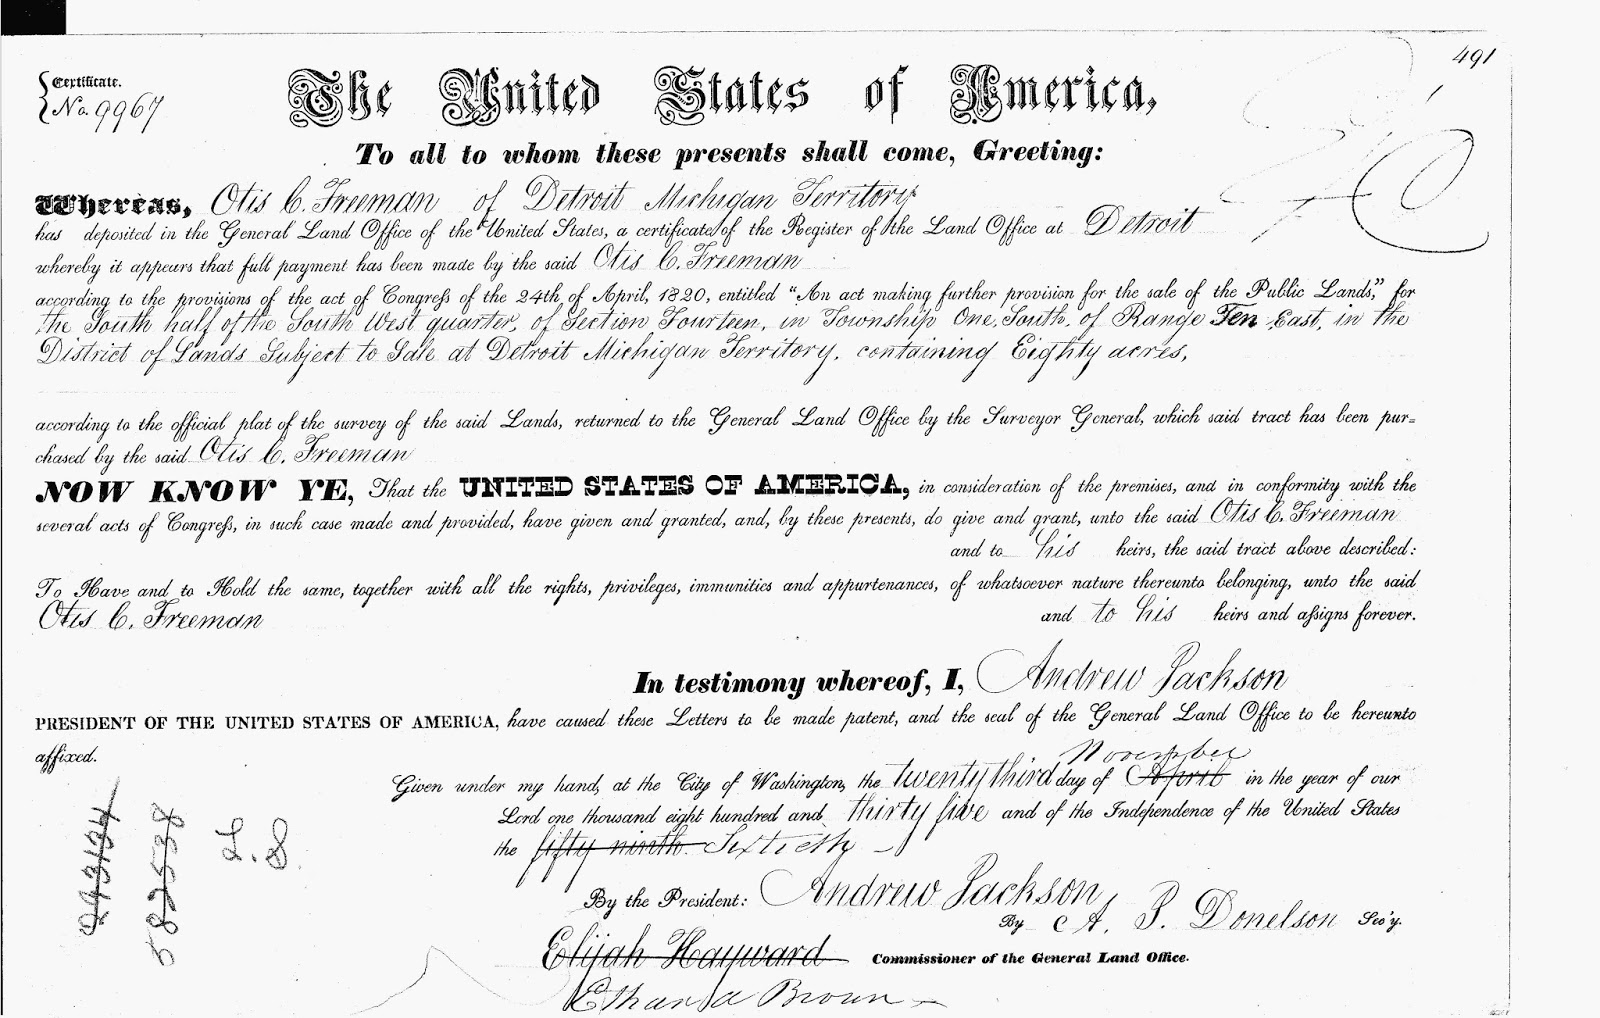 491
Certificate.
No. 9967
The United States of America,
To all to whom these presents shall come, Greeting:
Whereas, Otis C. Freeman of Detroit Michigan Territory
has deposited in the General Land Office of the United States, a certificate of the Register of the Land Office at Detroit
whereby it appears that full payment has been made by the said Otis C. Freeman
according to the provisions of the act of Congress of the 24th of April, 1820, entitled “An act making further provision for the sale of the Public Lands,” for
the South half of the South West quarter, of Section Fourteen, in Township One, South, of Range Ten East, in the
District of Lands Subject to Sale at Detroit Michigan Territory, containing Eighty acres,
according to the official plat of the survey of the said Lands, returned to the General Land Office by the Surveyor General, which said tract has been pur=
chased by the said Otis C. Freeman
NOW KNOW YE, That the UNITED STATES OF AMERICA, in consideration of the premises, and in conformity with the
several acts of Congress, in such case made and provided, have given and granted, and, by these presents, do give and grant, unto the said Otis C. Freeman
and to his heirs, the said tract above described:
To Have and to Hold the same, together with all the rights, privileges, immunities and appurtenances, of whatsoever nature thereunto belonging, unto the said
Otis C. Freeman and to his heirs and assigns forever.
In testimony whereof, I, Andrew Jackson
PRESIDENT OF THE UNITED STATES OF AMERICA, have caused these Letters to be made patent, and the seal of the General Land Office to be hereunto
affixed.
November
Given under my hand, at the City of Washington, the twenty third day of April in the year of our
Lord one thousand eight hundred and thirty five and of the Independence of the United States
the fifty ninth Sixtieth
By the President: Andrew Jackson
By A. J. Donelson Sec'y.
Elijah Hayward Commissioner of the General Land Office.
Ethan A Brown
L.S.